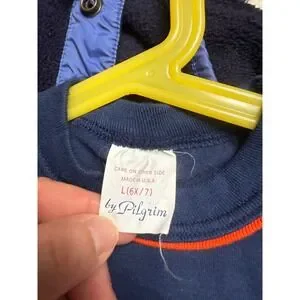 CARE ON OTHER SIDE
MADE IN U.S.A.
L (6X/7)
by Pilgrim